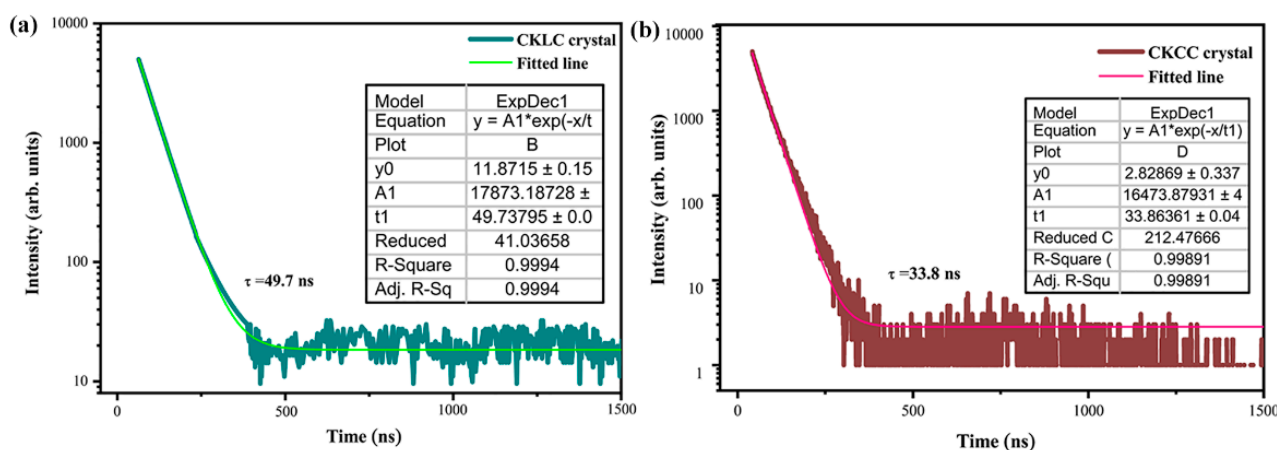 (a)
10000
1000
100
10
Intensity (arb. units)
0
500
1000
1500
Time (ns)
CKLC crystal
Fitted line
Model ExpDec1
Equation y = A1*exp(-x/t
Plot B
y0 11.8715 ± 0.15
A1 17873.18728 ±
t1 49.73795 ± 0.0
Reduced 41.03658
R-Square 0.9994
Adj. R-Sq 0.9994
τ =49.7 ns
(b)
10000
1000
100
10
1
Intensity (arb. units)
0
500
1000
1500
Time (ns)
CKCC crystal
Fitted line
Model ExpDec1
Equation y = A1*exp(-x/t1)
Plot D
y0 2.82869 ± 0.337
A1 16473.87931 ± 4
t1 33.86361 ± 0.04
Reduced C 212.47666
R-Square ( 0.99891
Adj. R-Squ 0.99891
τ =33.8 ns